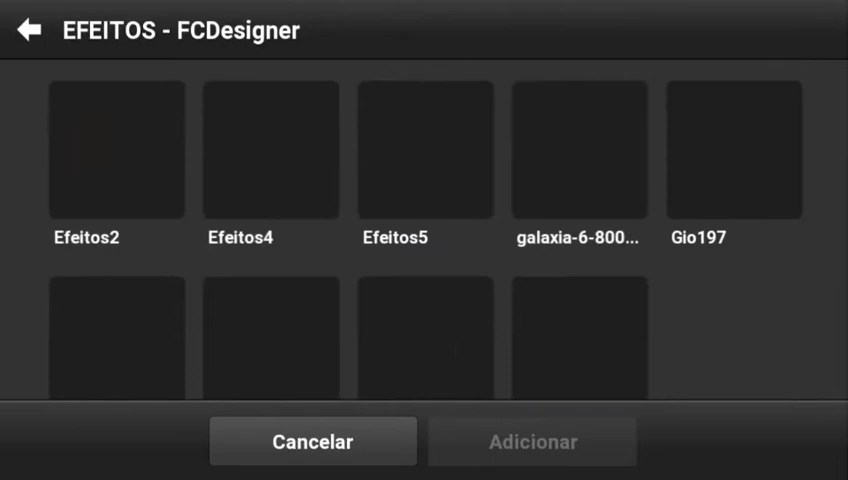 EFEITOS - FCDesigner
Efeitos2
Efeitos4
Efeitos5
galaxia-6-800...
Gio197
Cancelar
Adicionar